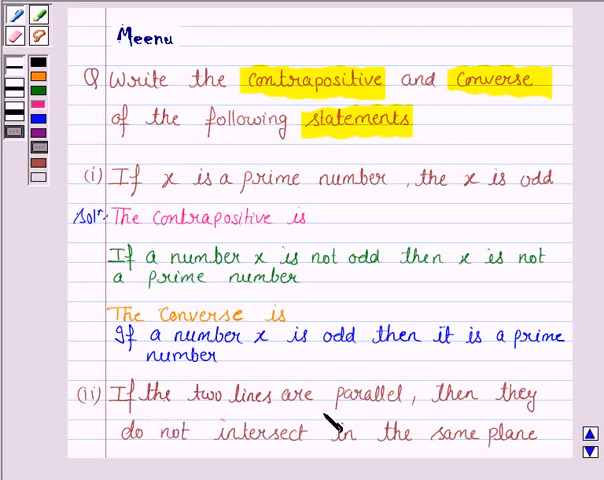 Meenu
Q Write the contrapositive and converse
of the following statements
(i) If x is a prime number, the x is odd
Solⁿ: The contrapositive is
If a number x is not odd then x is not
a prime number
The converse is
If a number x is odd then it is a prime
number
(ii) If the two lines are parallel, then they
do not intersect in the same plane